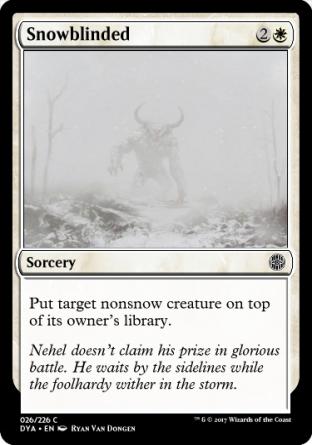 Snowblinded 2
Sorcery
Put target nonsnow creature on top
of its owner's library.
Nehel doesn't claim his prize in glorious
battle. He waits by the sidelines while
the foolhardy wither in the storm.
026/226 C
DYA • EN Ryan Van Dongen
™ & © 2017 Wizards of the Coast